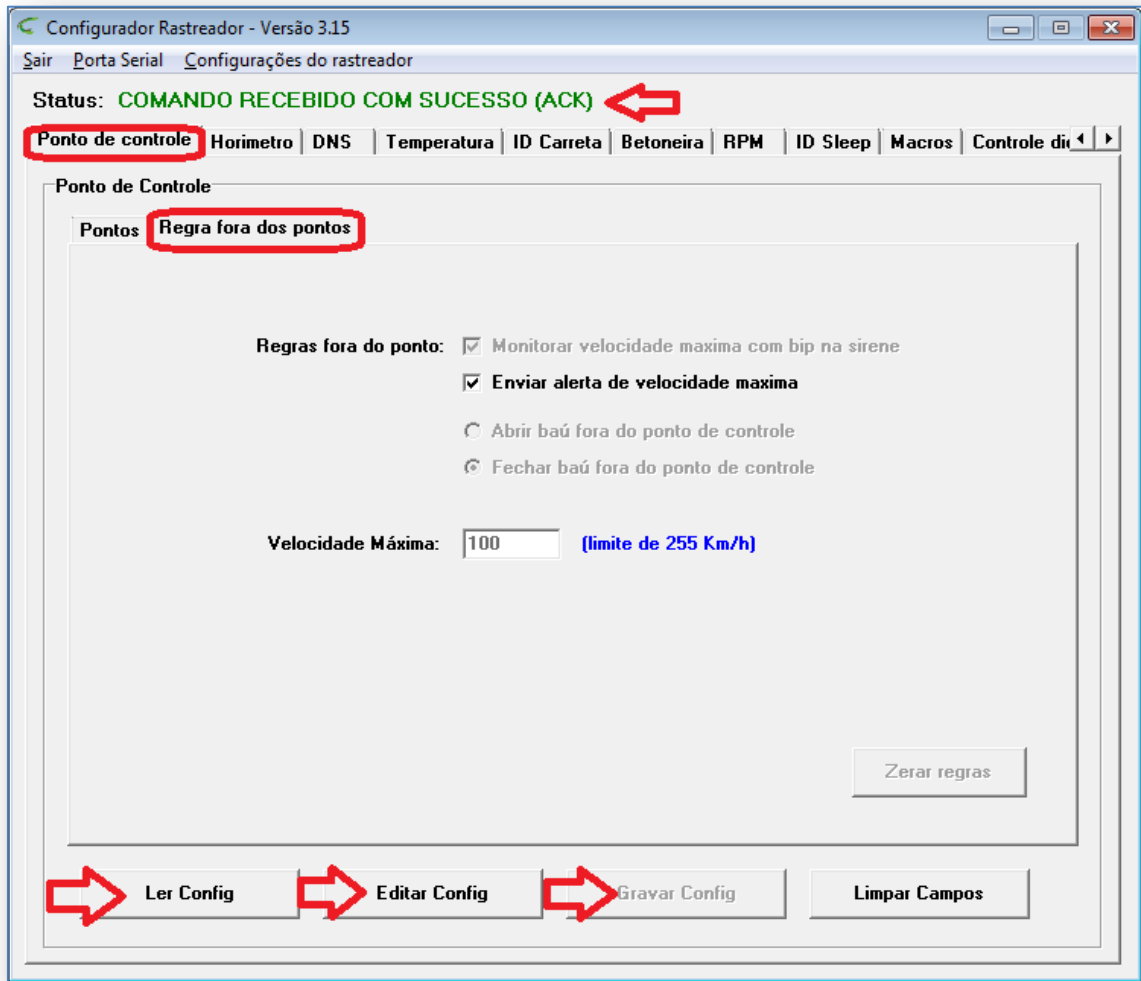 Configurador Rastreador - Versão 3.15
Sair Porta Serial Configurações do rastreador
Status: COMANDO RECEBIDO COM SUCESSO (ACK)
Ponto de controle Horimetro DNS Temperatura ID Carreta Betoneira RPM ID Sleep Macros Controle
Ponto de Controle
Pontos Regra fora dos pontos
Regras fora do ponto: Monitorar velocidade maxima com bip na sirene
Enviar alerta de velocidade maxima
Abrir baú fora do ponto de controle
Fechar baú fora do ponto de controle
Velocidade Máxima: 100 (limite de 255 Km/h)
Zerar regras
Ler Config Editar Config Gravar Config Limpar Campos